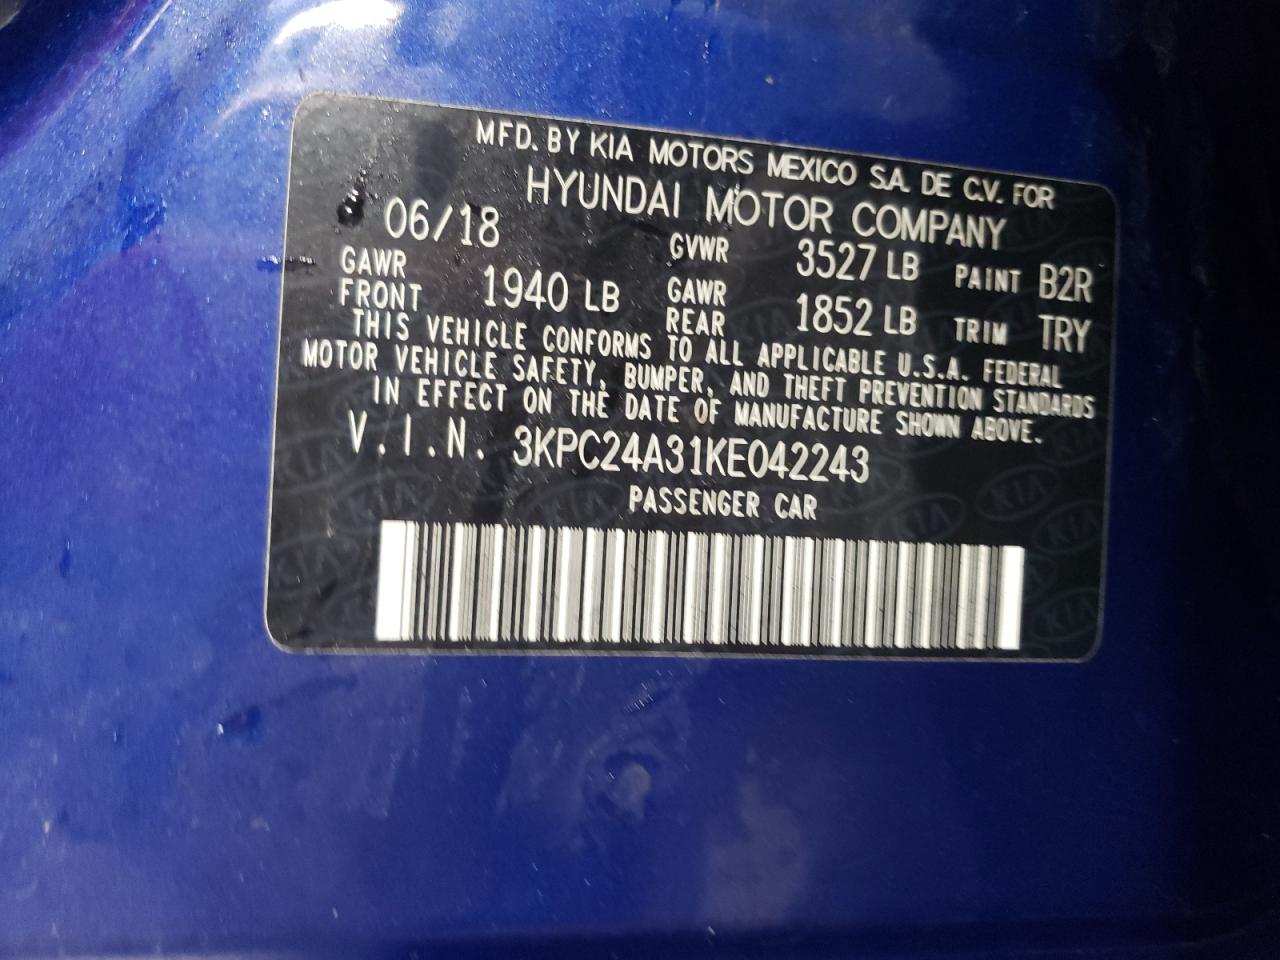 MFD. BY KIA MOTORS MEXICO S.A. DE C.V. FOR
HYUNDAI MOTOR COMPANY
06/18 GVWR 3527 LB PAINT B2R
GAWR FRONT 1940 LB GAWR REAR 1852 LB TRIM TRY
THIS VEHICLE CONFORMS TO ALL APPLICABLE U.S.A. FEDERAL
MOTOR VEHICLE SAFETY, BUMPER, AND THEFT PREVENTION STANDARDS
IN EFFECT ON THE DATE OF MANUFACTURE SHOWN ABOVE.
V.I.N. 3KPC24A31KE042243
PASSENGER CAR